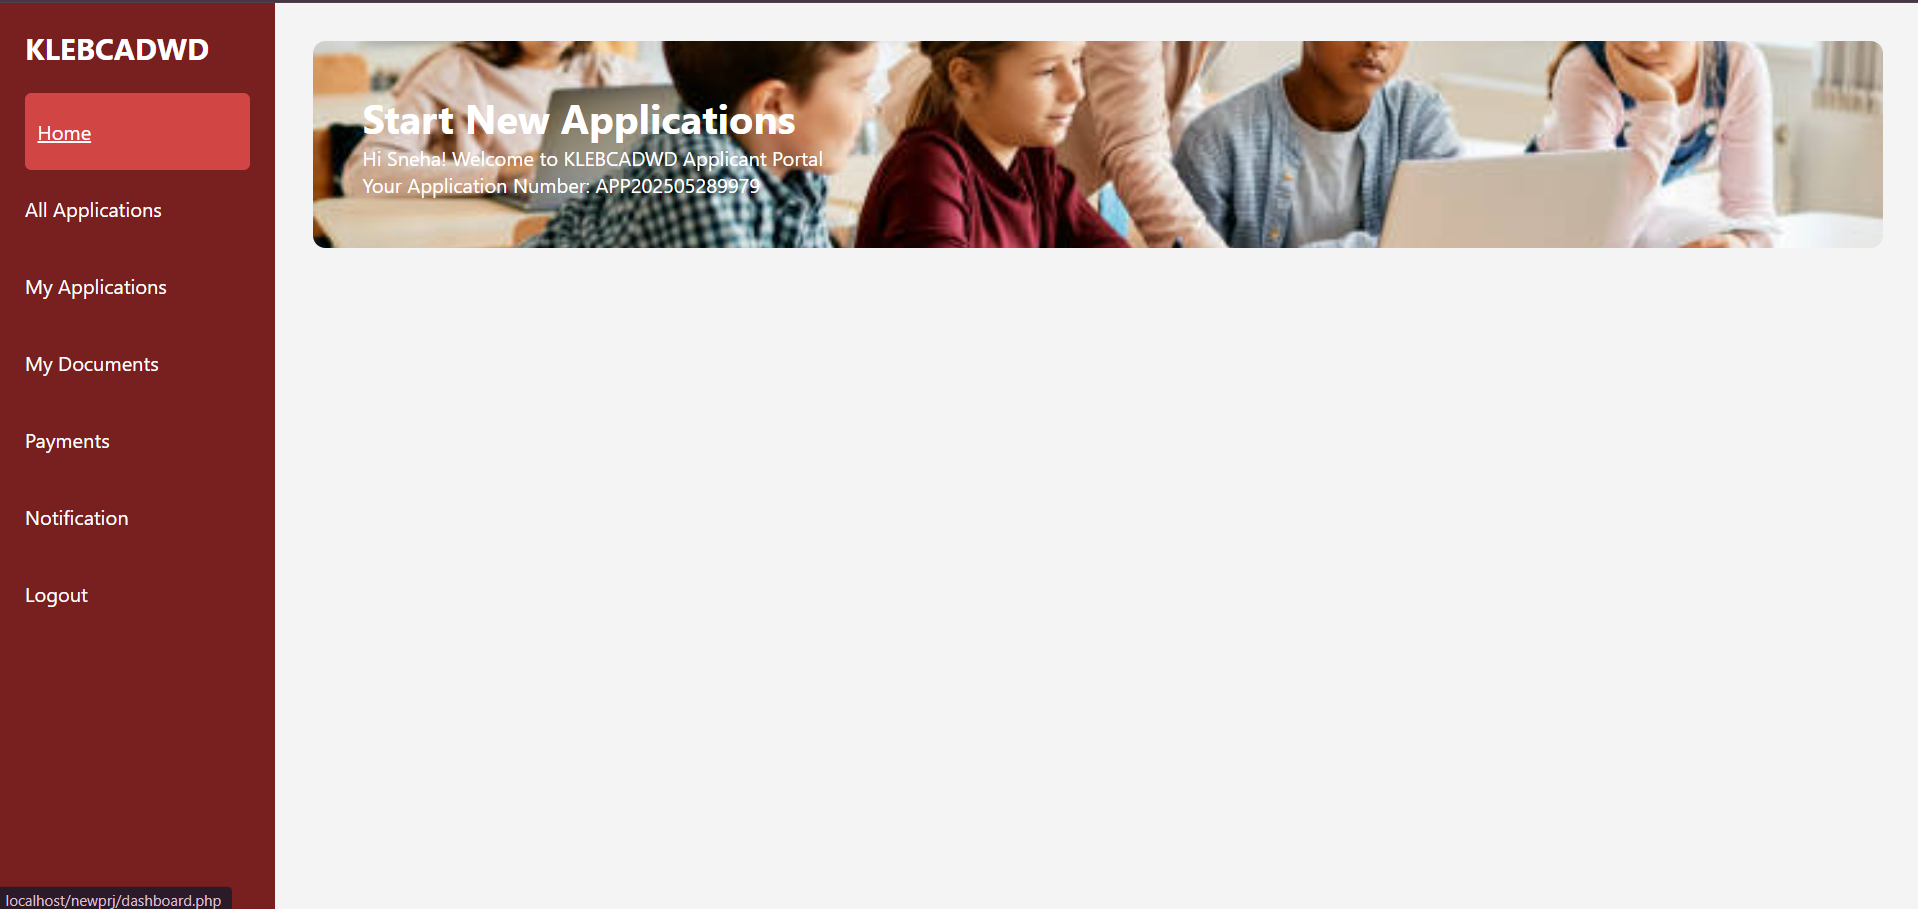 KLEBCADWD
Home
All Applications
My Applications
My Documents
Payments
Notification
Logout
Start New Applications
Hi Sneha! Welcome to KLEBCADWD Applicant Portal
Your Application Number: APP202505289979
localhost/newprj/dashboard.php